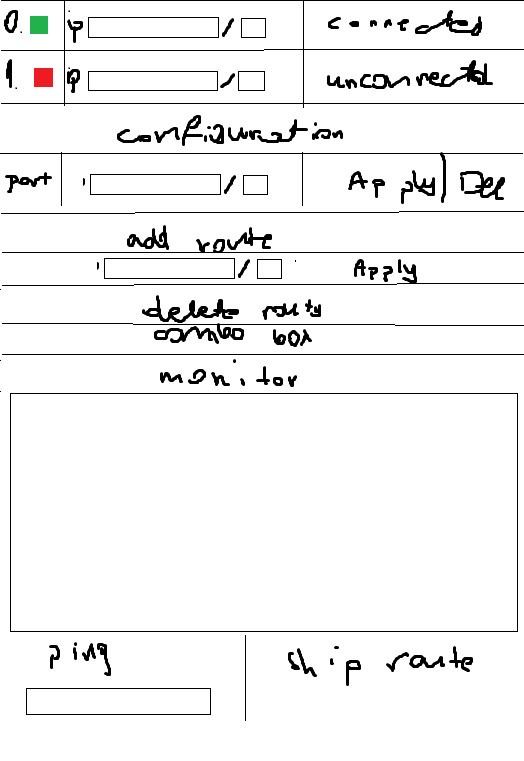 0. ip / connected
1. ip / unconnected
configuration
port / Apply | Del
add route
/ Apply
delete route
combo box
monitor
ping ship route